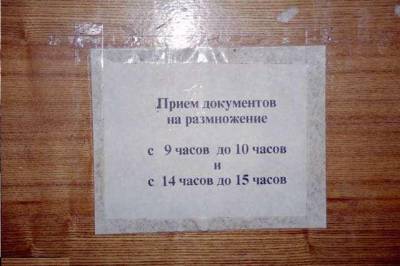 Прием документов
на размножение
с 9 часов до 10 часов
и
с 14 часов до 15 часов